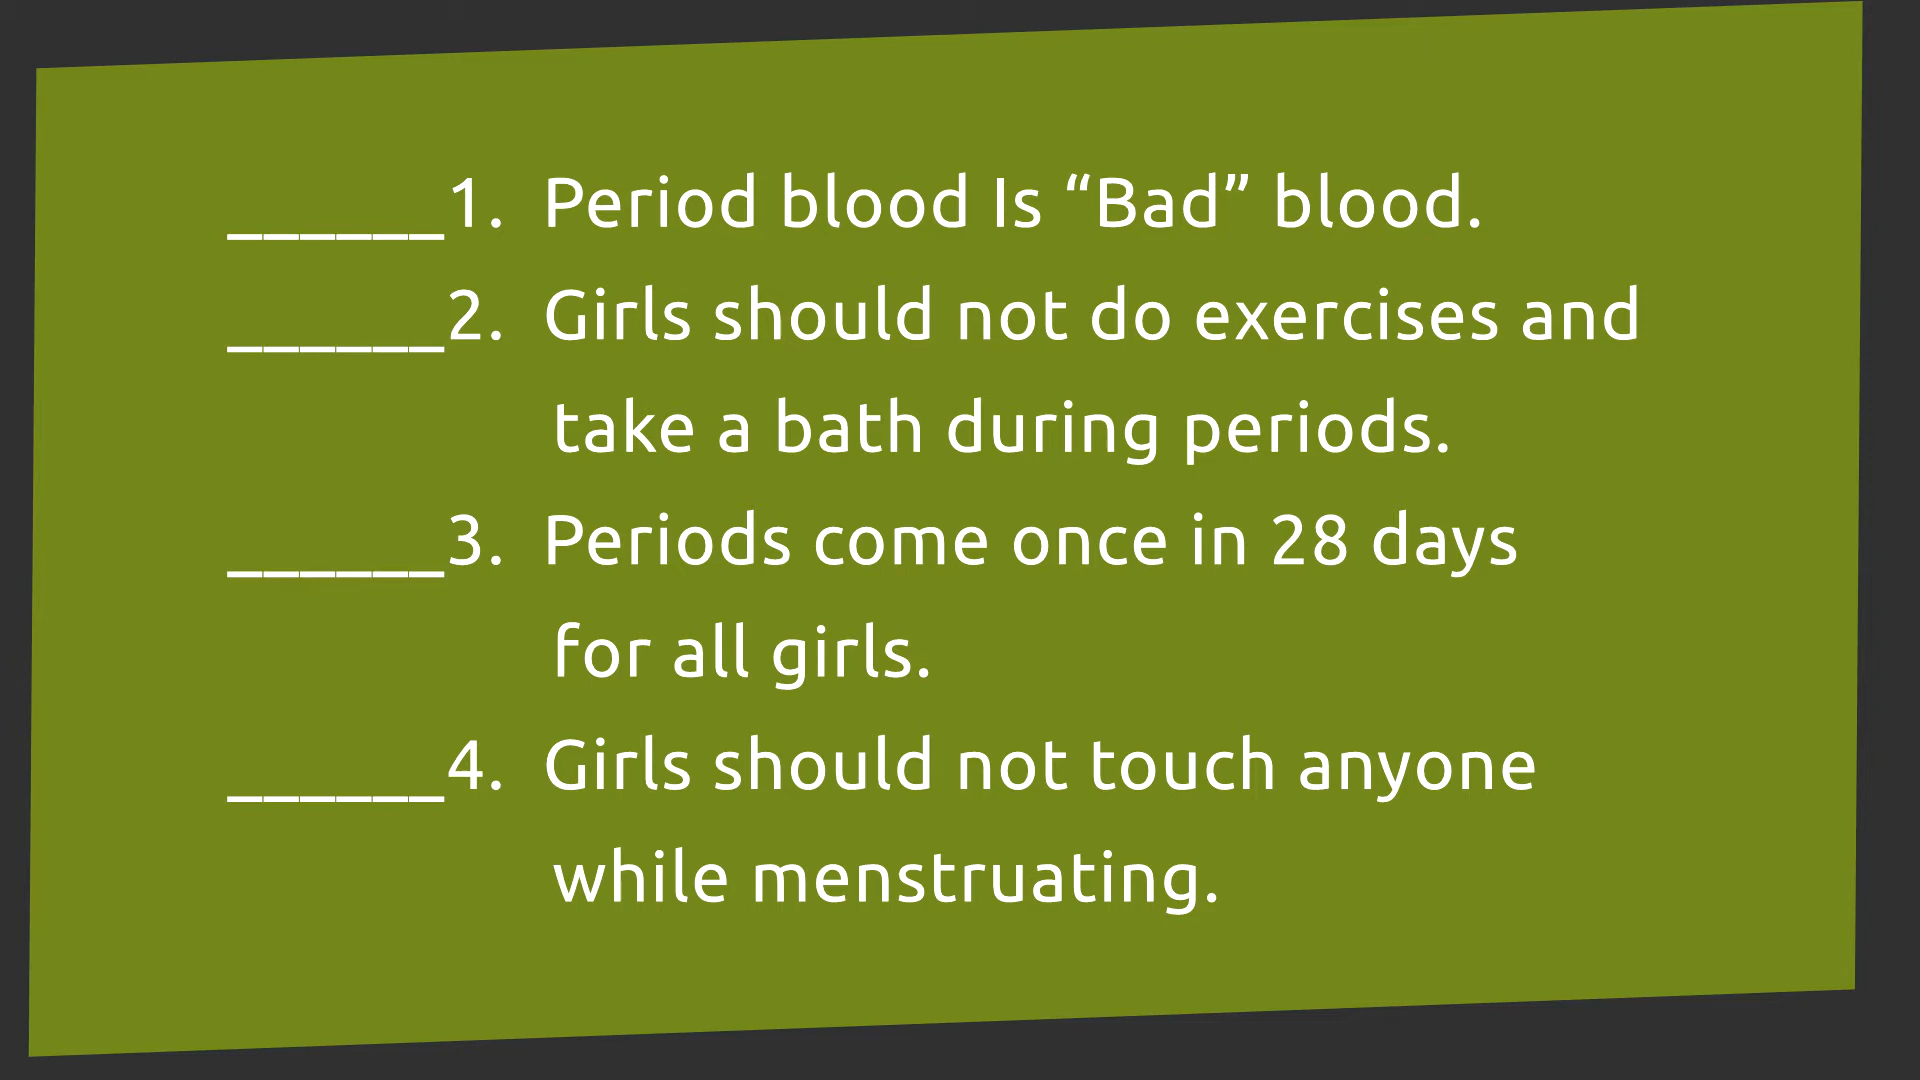 ______1. Period blood Is “Bad” blood.
______2. Girls should not do exercises and
take a bath during periods.
______3. Periods come once in 28 days
for all girls.
______4. Girls should not touch anyone
while menstruating.